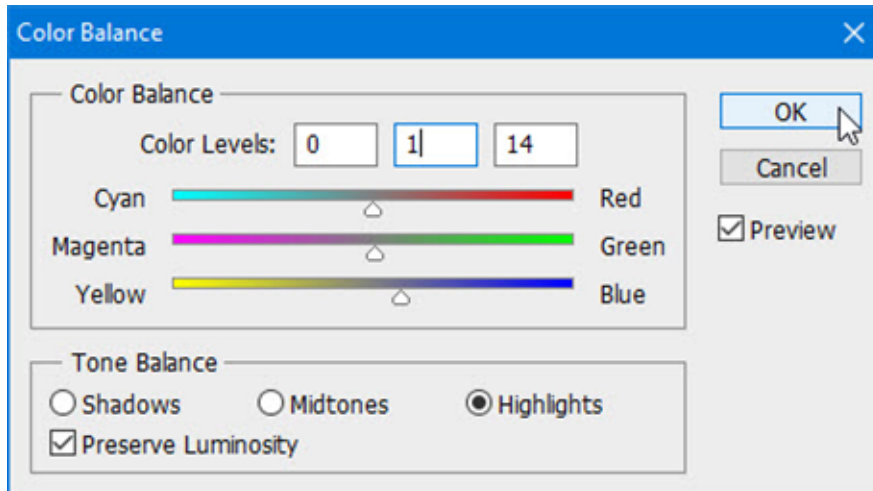 Color Balance
Color Balance
Color Levels: 0 1 14
OK
Cancel
Cyan Red
Preview
Magenta Green
Yellow Blue
Tone Balance
Shadows Midtones Highlights
Preserve Luminosity